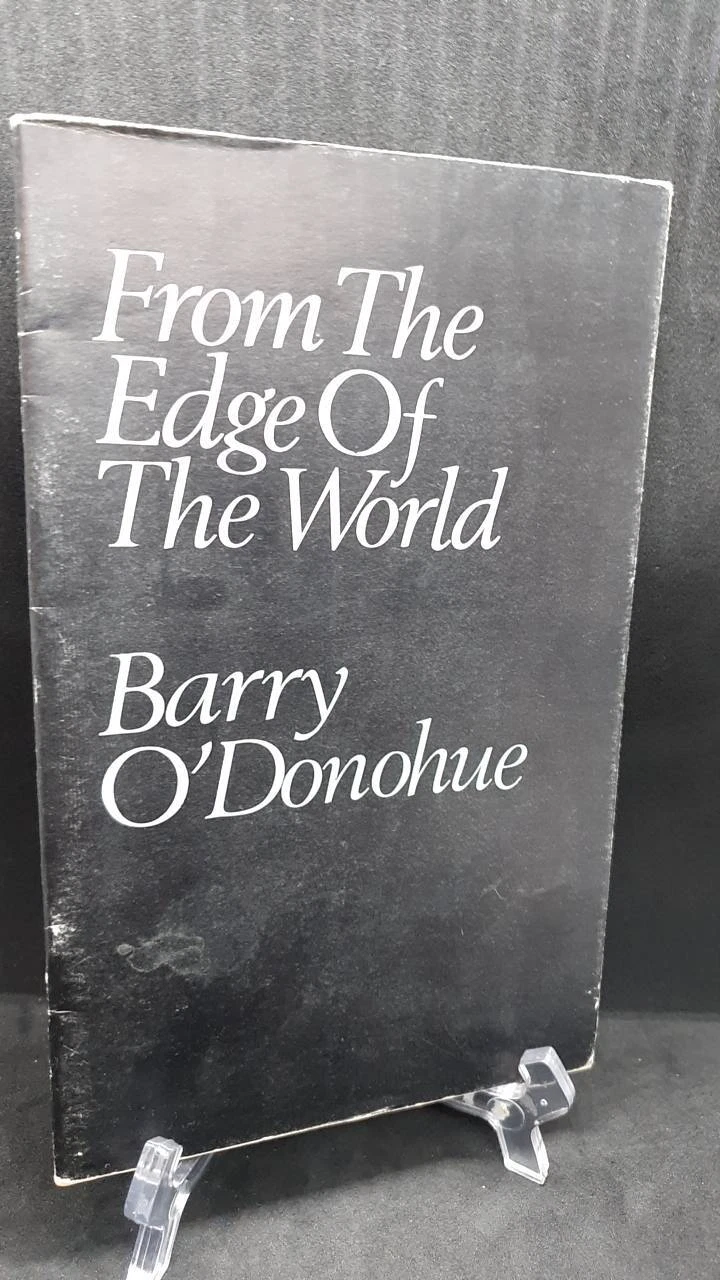 From The
Edge Of
The World
Barry
O'Donohue